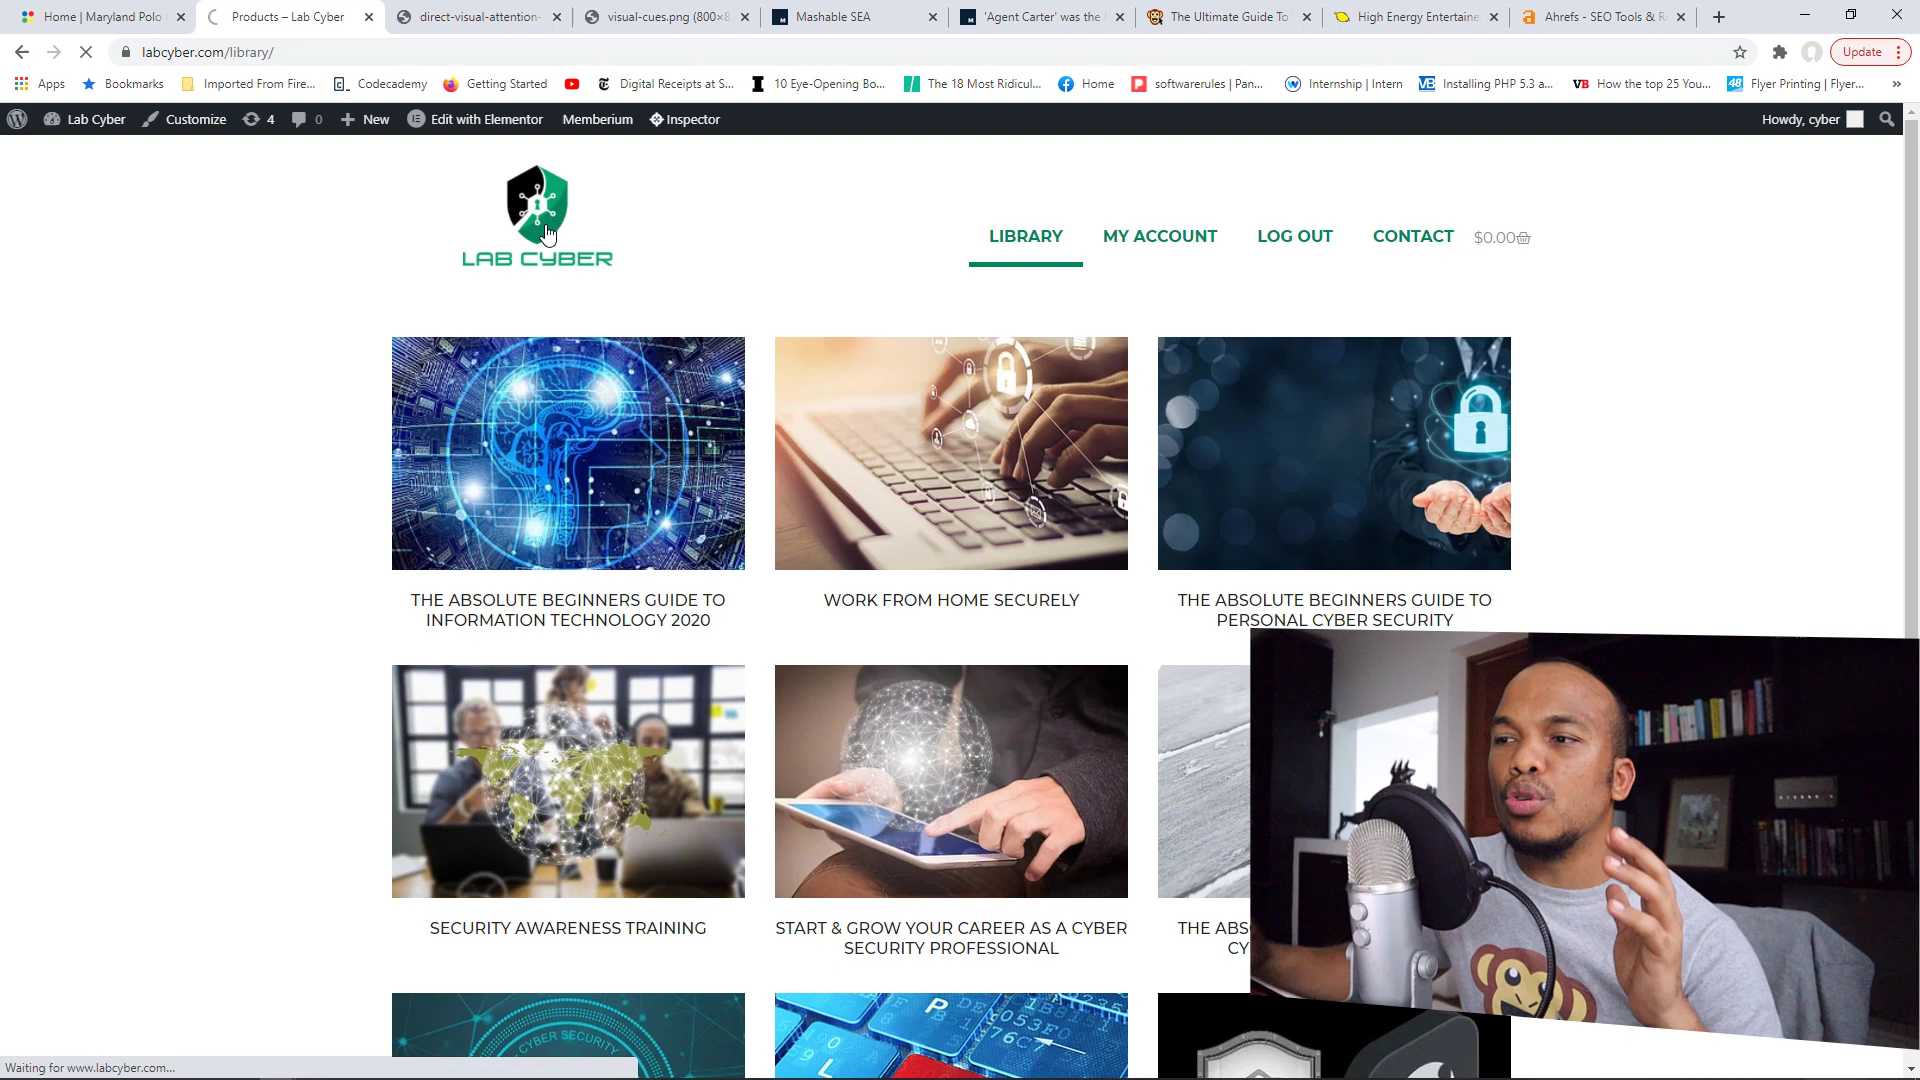 Home | Maryland Polo
Products – Lab Cyber
direct-visual-attention-
visual-cues.png (800×8
Mashable SEA
'Agent Carter' was the
The Ultimate Guide To
High Energy Entertaine
Ahrefs - SEO Tools & R
labcyber.com/library/
Update
Apps
Bookmarks
Imported From Fire...
Codecademy
Getting Started
Digital Receipts at S...
10 Eye-Opening Bo...
The 18 Most Ridicul...
Home
softwarerules | Pan...
Internship | Intern
Installing PHP 5.3 a...
How the top 25 You...
Flyer Printing | Flyer...
Lab Cyber
Customize
4
0
New
Edit with Elementor
Memberium
Inspector
Howdy, cyber
LAB CYBER
LIBRARY
MY ACCOUNT
LOG OUT
CONTACT
$0.00
THE ABSOLUTE BEGINNERS GUIDE TO
INFORMATION TECHNOLOGY 2020
WORK FROM HOME SECURELY
THE ABSOLUTE BEGINNERS GUIDE TO
PERSONAL CYBER SECURITY
SECURITY AWARENESS TRAINING
START & GROW YOUR CAREER AS A CYBER
SECURITY PROFESSIONAL
THE ABS
CY
CYBER SECURITY
P
L
Waiting for www.labcyber.com...